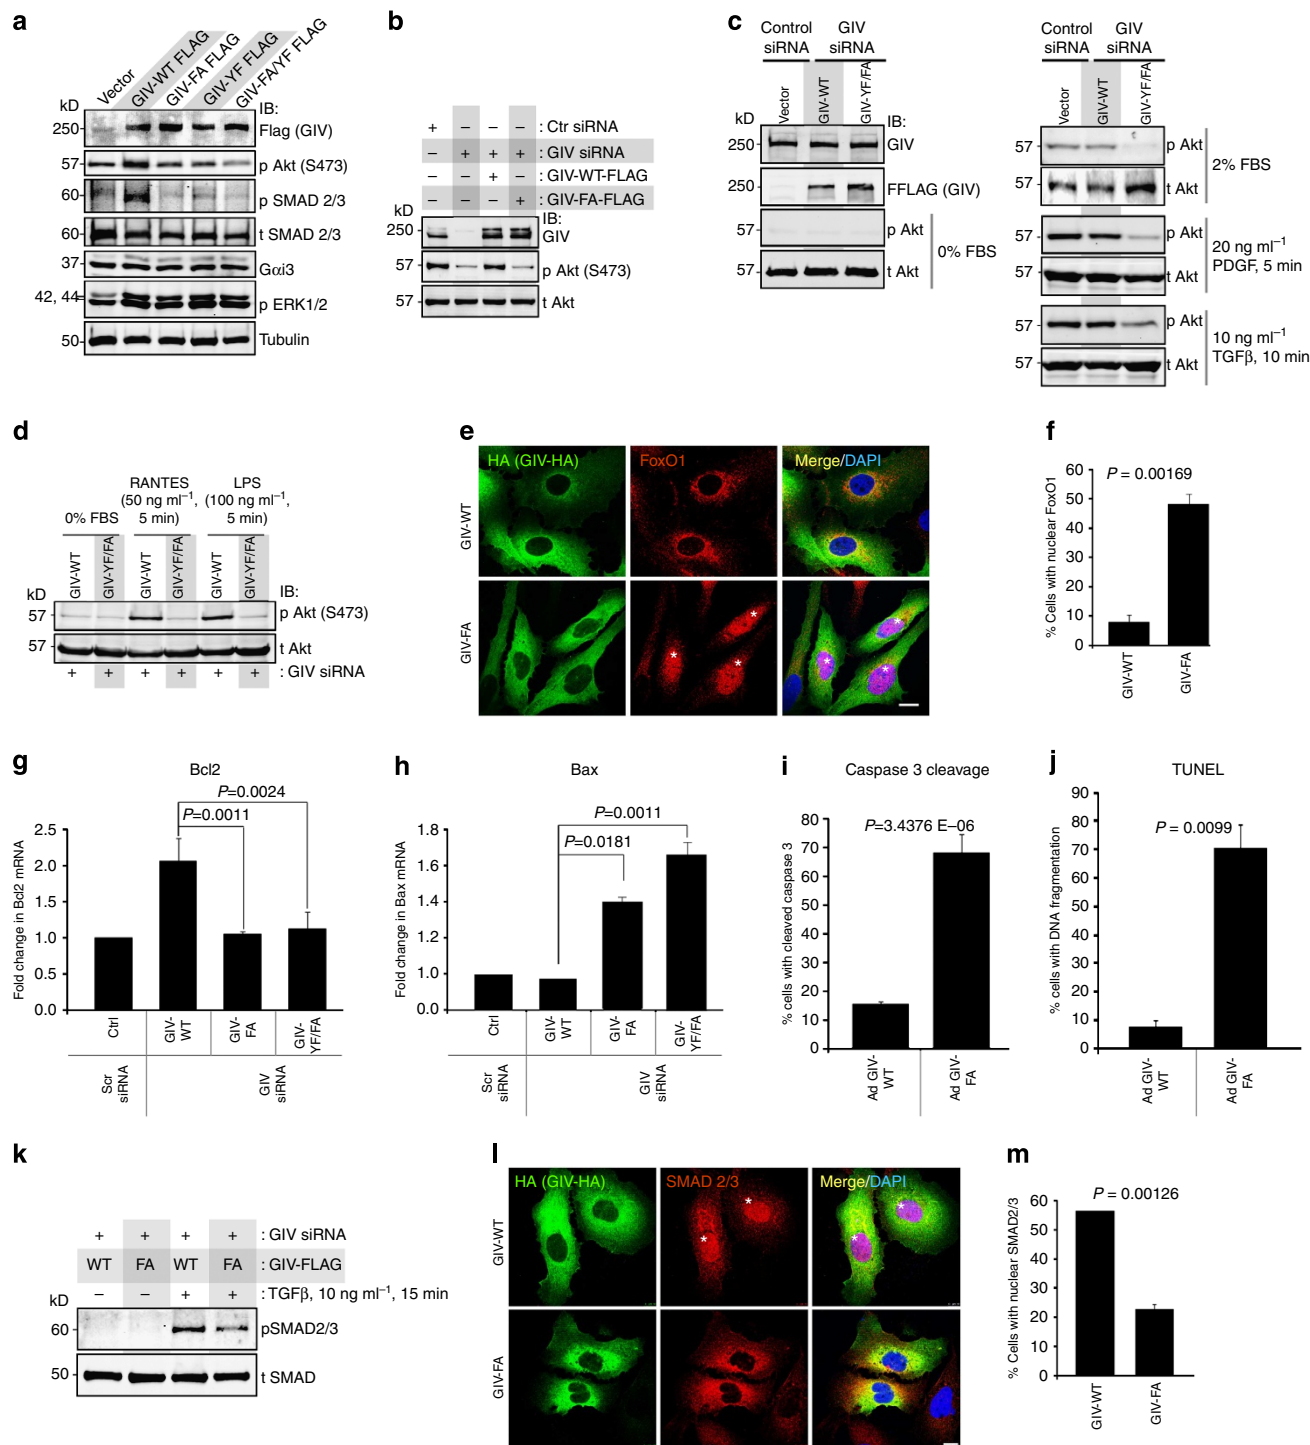 a
Vector
GIV-WT FLAG
GIV-FA FLAG
GIV-YF FLAG
GIV-FA/YF FLAG
kD
IB:
250
Flag (GIV)
57
p Akt (S473)
60
p SMAD 2/3
60
t SMAD 2/3
37
Gαi3
42, 44
p ERK1/2
50
Tubulin
b
+ – – – : Ctr siRNA
– + + + : GIV siRNA
– – + – : GIV-WT-FLAG
– – – + : GIV-FA-FLAG
kD
IB:
250
GIV
57
p Akt (S473)
57
t Akt
c
Control siRNA
GIV siRNA
Vector
GIV-WT
GIV-YF/FA
kD
IB:
250
GIV
250
FFLAG (GIV)
57
p Akt
57
t Akt
0% FBS
Control siRNA
GIV siRNA
Vector
GIV-WT
GIV-YF/FA
57
p Akt
57
t Akt
2% FBS
57
p Akt
57
t Akt
20 ng ml⁻¹
PDGF, 5 min
57
p Akt
57
t Akt
10 ng ml⁻¹
TGFβ, 10 min
d
0% FBS
RANTES
(50 ng ml⁻¹,
5 min)
LPS
(100 ng ml⁻¹,
5 min)
GIV-WT
GIV-YF/FA
GIV-WT
GIV-YF/FA
GIV-WT
GIV-YF/FA
kD
IB:
57
p Akt (S473)
57
t Akt
+ + + + + + : GIV siRNA
e
HA (GIV-HA)
FoxO1
Merge/DAPI
GIV-WT
GIV-FA
* * *
* * *
f
P = 0.00169
% Cells with nuclear FoxO1
60
50
40
30
20
10
0
GIV-WT
GIV-FA
g
Bcl2
P=0.0024
P=0.0011
Fold change in Bcl2 mRNA
2.5
2.0
1.5
1.0
0.5
0.0
Ctrl
GIV-WT
GIV-FA
GIV-YF/FA
Scr siRNA
GIV siRNA
h
Bax
P=0.0011
P=0.0181
Fold change in Bax mRNA
1.8
1.6
1.4
1.2
1.0
0.0
Ctrl
GIV-WT
GIV-FA
GIV-YF/FA
Scr siRNA
GIV siRNA
i
Caspase 3 cleavage
P=3.4376 E–06
% cells with cleaved caspase 3
80
70
60
50
40
30
20
10
0
Ad GIV-WT
Ad GIV-FA
j
TUNEL
P = 0.0099
% cells with DNA fragmentation
90
80
70
60
50
40
30
20
10
0
Ad GIV-WT
Ad GIV-FA
k
+ + + + : GIV siRNA
WT FA WT FA : GIV-FLAG
– – + + : TGFβ, 10 ng ml⁻¹, 15 min
kD
60
pSMAD2/3
50
t SMAD
l
HA (GIV-HA)
SMAD 2/3
Merge/DAPI
GIV-WT
GIV-FA
* *
* *
m
P = 0.00126
% Cells with nuclear SMAD2/3
60
50
40
30
20
10
0
GIV-WT
GIV-FA